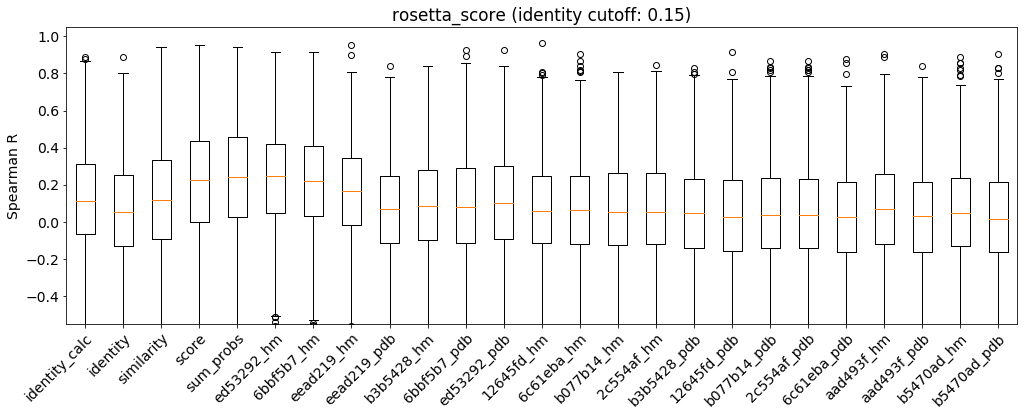 rosetta_score (identity cutoff: 0.15)
Spearman R
1.0
0.8
0.6
0.4
0.2
0.0
−0.2
−0.4
identity_calc
identity
similarity
score
sum_probs
ed53292_hm
6bbf5b7_hm
eead219_hm
eead219_pdb
b3b5428_hm
6bbf5b7_pdb
ed53292_pdb
12645fd_hm
6c61eba_hm
b077b14_hm
2c554af_hm
b3b5428_pdb
12645fd_pdb
b077b14_pdb
2c554af_pdb
6c61eba_pdb
aad493f_hm
aad493f_pdb
b5470ad_hm
b5470ad_pdb